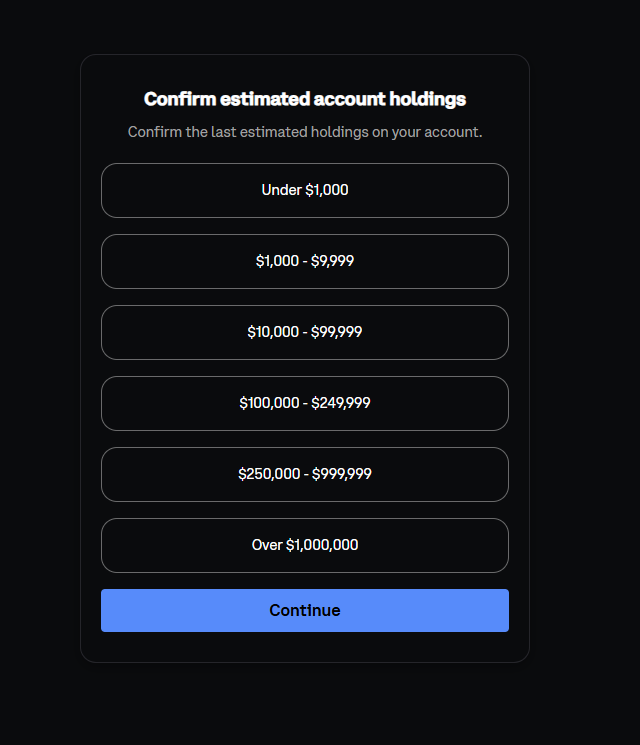 Confirm estimated account holdings
Confirm the last estimated holdings on your account.
Under $1,000
$1,000 - $9,999
$10,000 - $99,999
$100,000 - $249,999
$250,000 - $999,999
Over $1,000,000
Continue